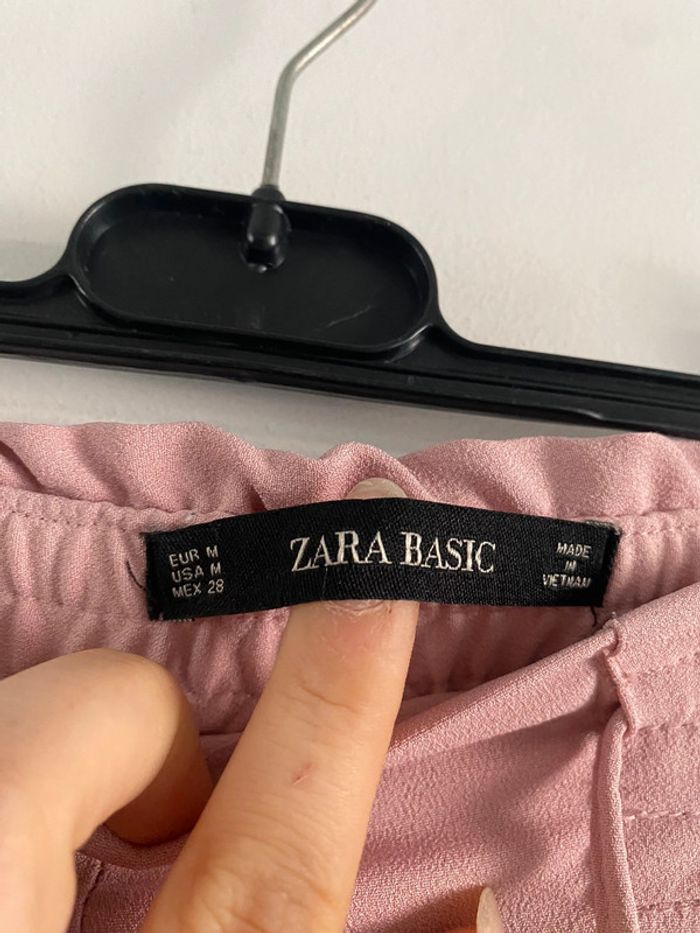 EUR M
USA M
MEX 28
ZARA BASIC
MADE
IN
VIETNAM